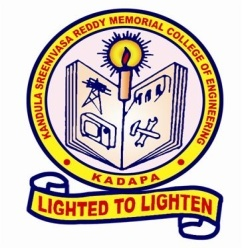 KANDULA SREENIVASA REDDY MEMORIAL COLLEGE OF ENGINEERING
KADAPA
LIGHTED TO LIGHTEN